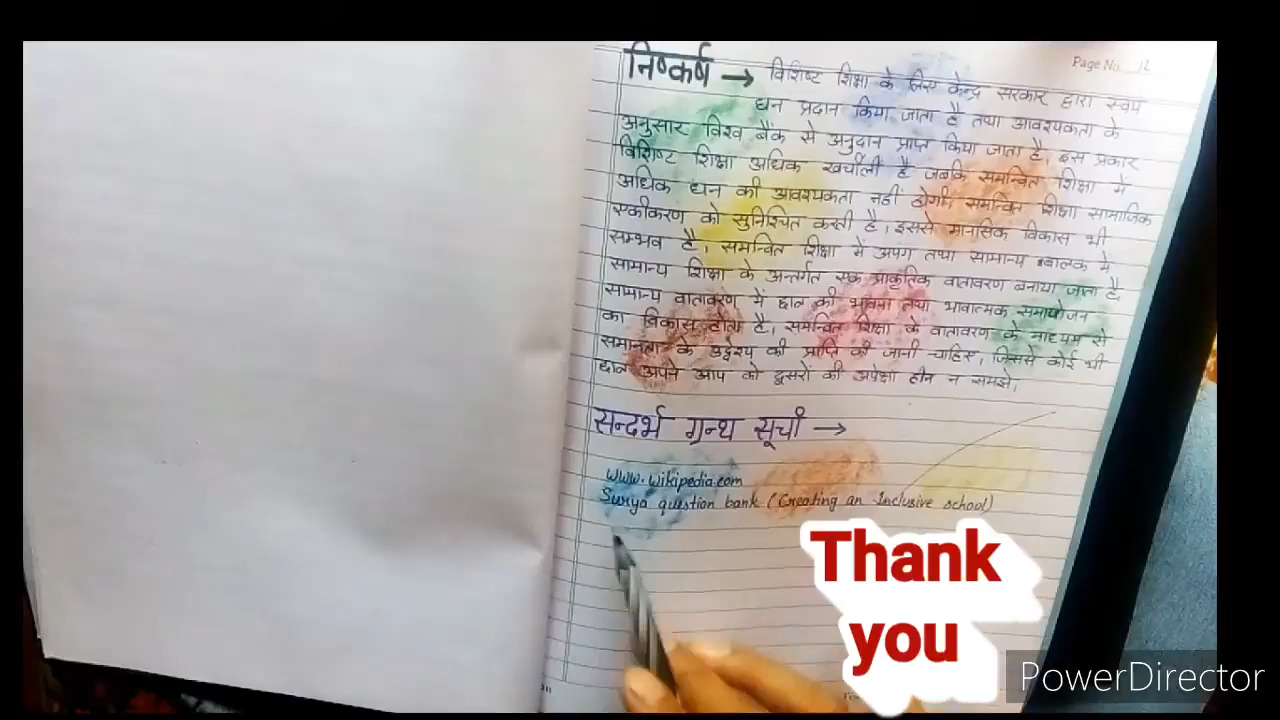 Page No. 12
निष्कर्ष → विशिष्ट शिक्षा के लिए केन्द्र सरकार द्वारा स्वयं
धन प्रदान किया जाता है तथा आवश्यकता के
अनुसार विश्व बैंक से अनुदान प्राप्त किया जाता है, इस प्रकार
विशिष्ट शिक्षा अधिक खर्चीली है जबकि समन्वित शिक्षा में
अधिक धन की आवश्यकता नहीं होगी। समन्वित शिक्षा सामाजिक
एकीकरण को सुनिश्चित करती है, इससे मानसिक विकास भी
सम्भव है, समन्वित शिक्षा में अपंग तथा सामान्य बालक में
सामान्य शिक्षा के अन्तर्गत एक प्राकृतिक वातावरण बनाया जाता है,
सामान्य वातावरण में छात्र की भावना तथा भावात्मक समायोजन
का विकास होता है, समन्वित शिक्षा के वातावरण के माध्यम से
समानता के उद्देश्य की प्राप्ति की जानी चाहिए, जिससे कोई भी
छात्र अपने आप को दुसरों की अपेक्षा हीन न समझे।
सन्दर्भ ग्रन्थ सूची →
www.wikipedia.com
Surya question bank (Creating an Inclusive school)
Thank
you
PowerDirector